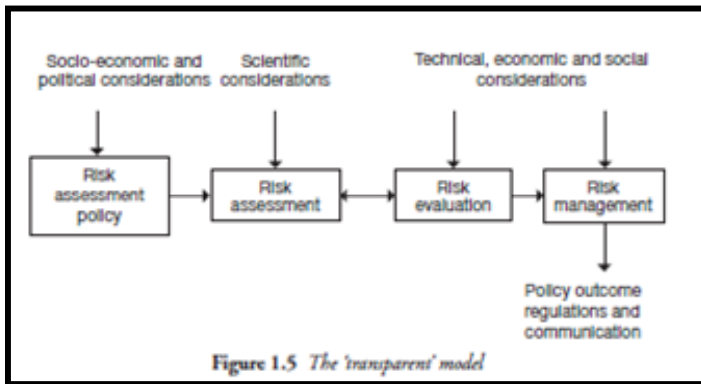 Socio-economic and
political considerations
Scientific
considerations
Technical, economic and social
considerations
Risk
assessment
policy
Risk
assessment
Risk
evaluation
Risk
management
Policy outcome
regulations and
communication
Figure 1.5 The 'transparent' model